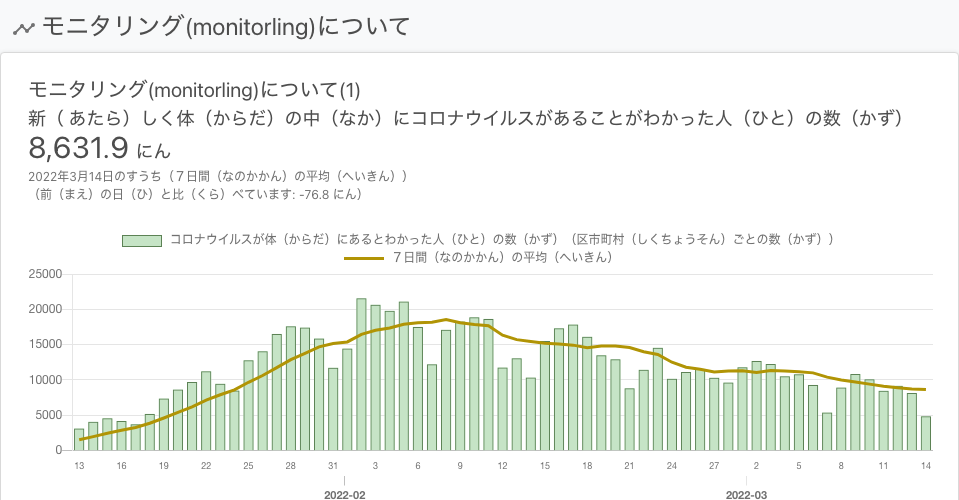 モニタリング(monitorling)について
モニタリング(monitorling)について(1)
新（ あたら）しく体（からだ）の中（なか）にコロナウイルスがあることがわかった人（ひと）の数（かず）
8,631.9 にん
2022年3月14日のすうち（７日間（なのかかん）の平均（へいきん））
（前（まえ）の日（ひ）と比（くら）べています: -76.8 にん）
コロナウイルスが体（からだ）にあるとわかった人（ひと）の数（かず）（区市町村（しくちょうそん）ごとの数（かず））
７日間（なのかかん）の平均（へいきん）
25000
20000
15000
10000
5000
0
13 16 19 22 25 28 31 3 6 9 12 15 18 21 24 27 2 5 8 11 14
2022-02 2022-03